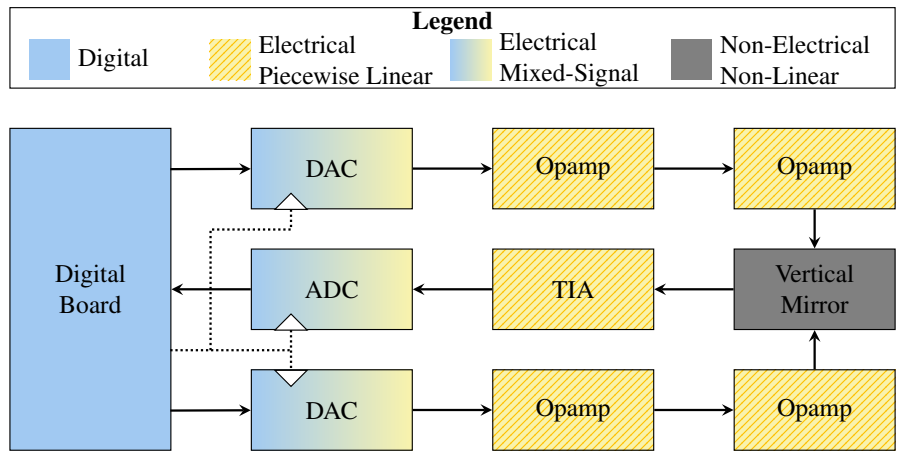 Legend
Digital
Electrical
Piecewise Linear
Electrical
Mixed-Signal
Non-Electrical
Non-Linear
DAC
Opamp
Opamp
Digital
Board
ADC
TIA
Vertical
Mirror
DAC
Opamp
Opamp